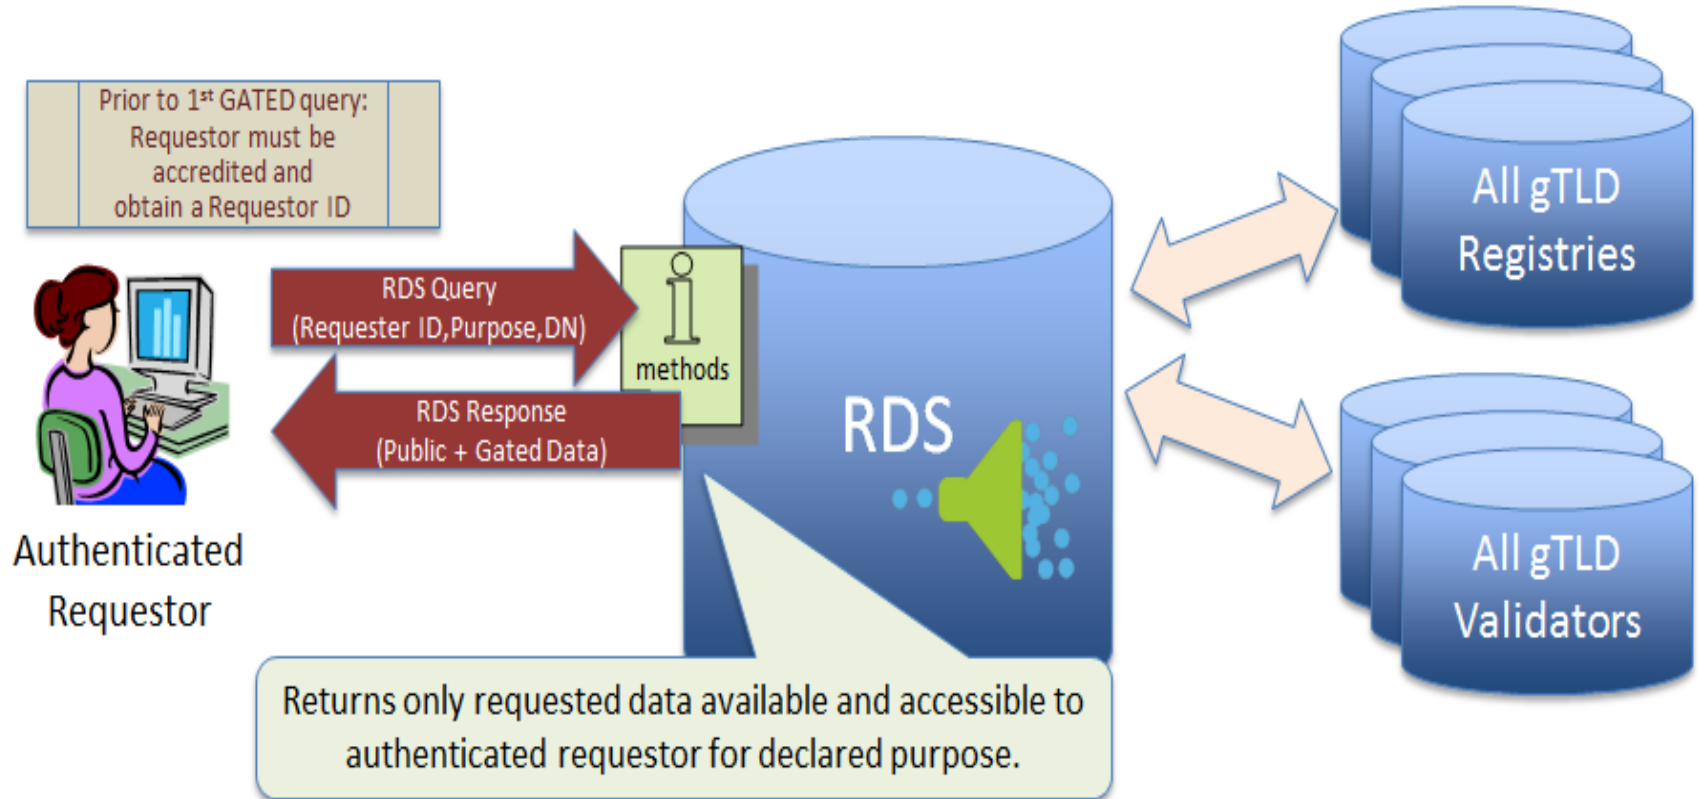 Prior to 1st GATED query:
Requestor must be
accredited and
obtain a Requestor ID
RDS Query
(Requester ID,Purpose,DN)
i
methods
RDS Response
(Public + Gated Data)
Authenticated
Requestor
RDS
All gTLD
Registries
All gTLD
Validators
Returns only requested data available and accessible to
authenticated requestor for declared purpose.